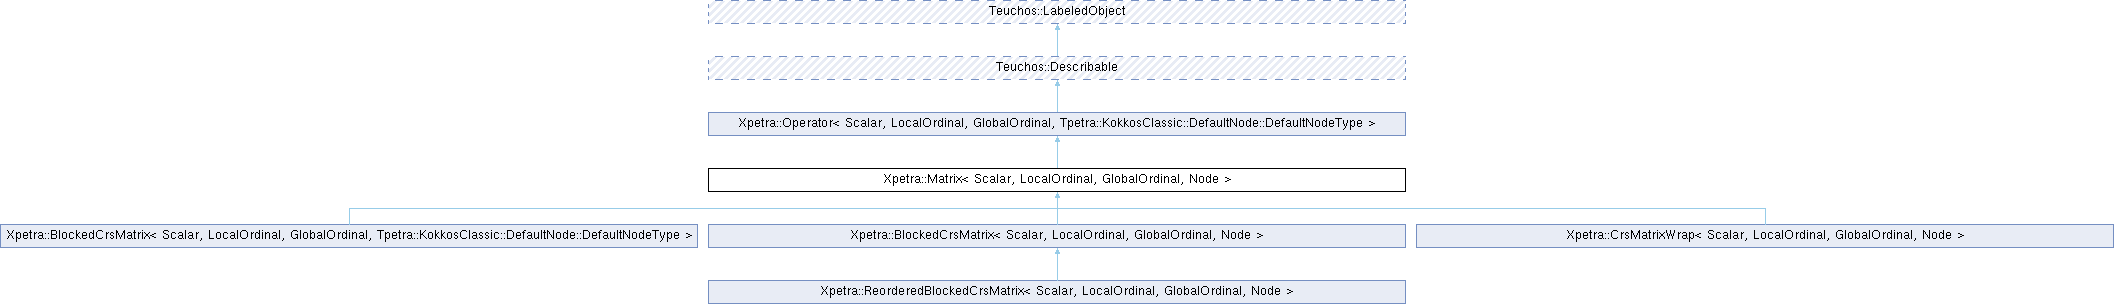 Teuchos::LabeledObject
Teuchos::Describable
Xpetra::Operator< Scalar, LocalOrdinal, GlobalOrdinal, Tpetra::KokkosClassic::DefaultNode::DefaultNodeType >
Xpetra::Matrix< Scalar, LocalOrdinal, GlobalOrdinal, Node >
Xpetra::BlockedCrsMatrix< Scalar, LocalOrdinal, GlobalOrdinal, Tpetra::KokkosClassic::DefaultNode::DefaultNodeType >
Xpetra::BlockedCrsMatrix< Scalar, LocalOrdinal, GlobalOrdinal, Node >
Xpetra::CrsMatrixWrap< Scalar, LocalOrdinal, GlobalOrdinal, Node >
Xpetra::ReorderedBlockedCrsMatrix< Scalar, LocalOrdinal, GlobalOrdinal, Node >